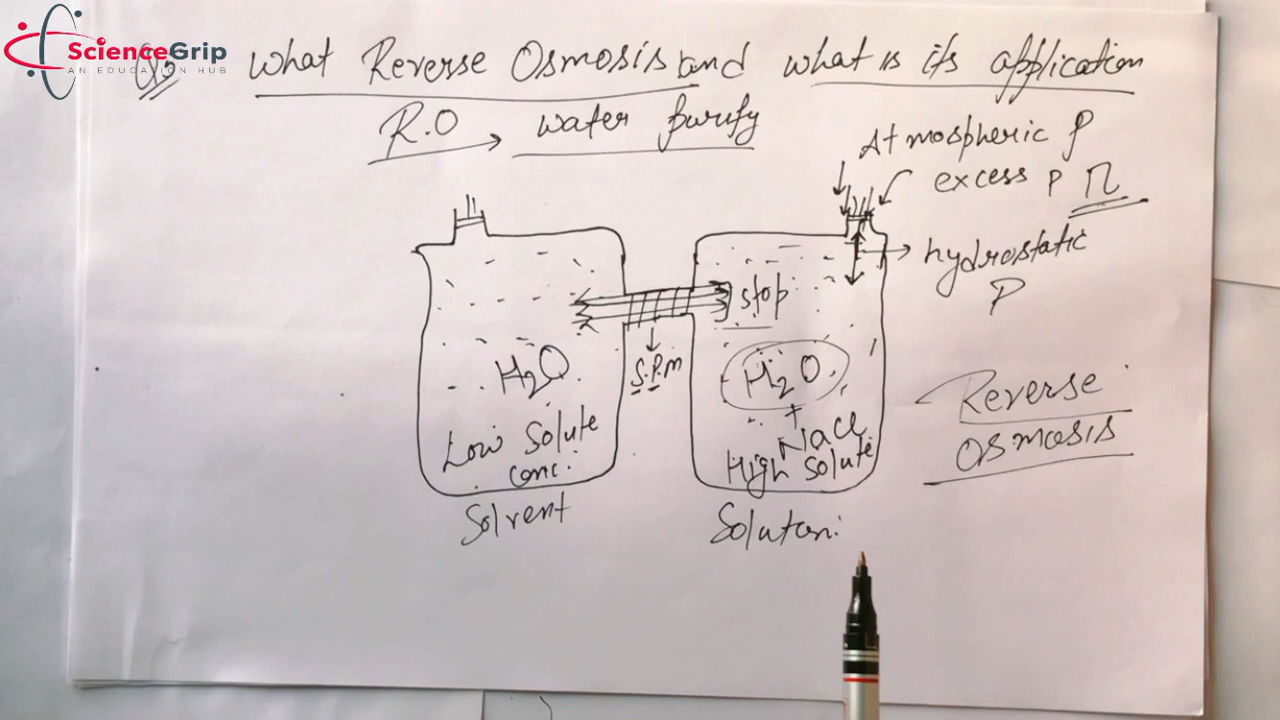 ScienceGrip
AN EDUCATION HUB
What Reverse Osmosis and what is its application
R.O → water purify
Atmospheric P
excess P π
hydrostatic
P
stop
S.P.M
H2O
Low Solute
conc.
Solvent
H2O
+
NaCl
High Solute
Solution:
Reverse
Osmosis